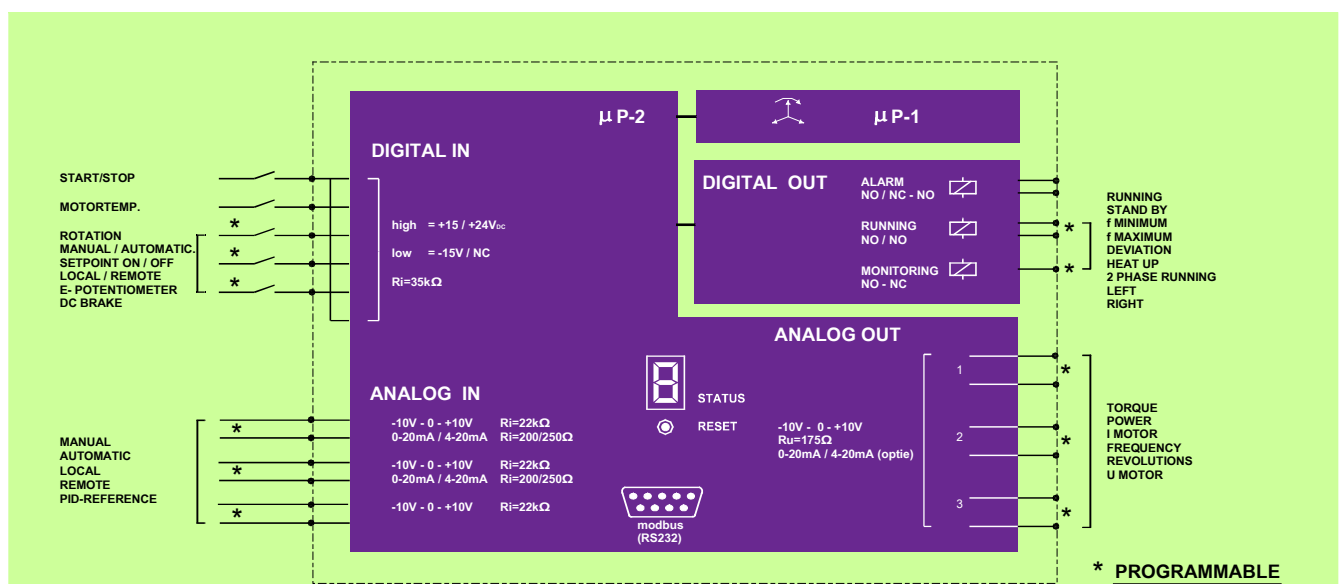 µ P-2
µ P-1
DIGITAL IN
START/STOP
MOTORTEMP.
*
ROTATION
MANUAL / AUTOMATIC.
*
SETPOINT ON / OFF
LOCAL / REMOTE
*
E- POTENTIOMETER
DC BRAKE
high = +15 / +24VDC
low = -15V / NC
Ri=35kΩ
DIGITAL OUT
ALARM
NO / NC - NO
RUNNING
NO / NO
MONITORING
NO - NC
*
*
RUNNING
STAND BY
f MINIMUM
f MAXIMUM
DEVIATION
HEAT UP
2 PHASE RUNNING
LEFT
RIGHT
ANALOG IN
MANUAL
AUTOMATIC
LOCAL
REMOTE
PID-REFERENCE
*
*
*
-10V - 0 - +10V Ri=22kΩ
0-20mA / 4-20mA Ri=200/250Ω
-10V - 0 - +10V Ri=22kΩ
0-20mA / 4-20mA Ri=200/250Ω
-10V - 0 - +10V Ri=22kΩ
8
STATUS
RESET
modbus
(RS232)
ANALOG OUT
-10V - 0 - +10V
Ru=175Ω
0-20mA / 4-20mA (optie)
1
2
3
*
*
*
TORQUE
POWER
I MOTOR
FREQUENCY
REVOLUTIONS
U MOTOR
* PROGRAMMABLE